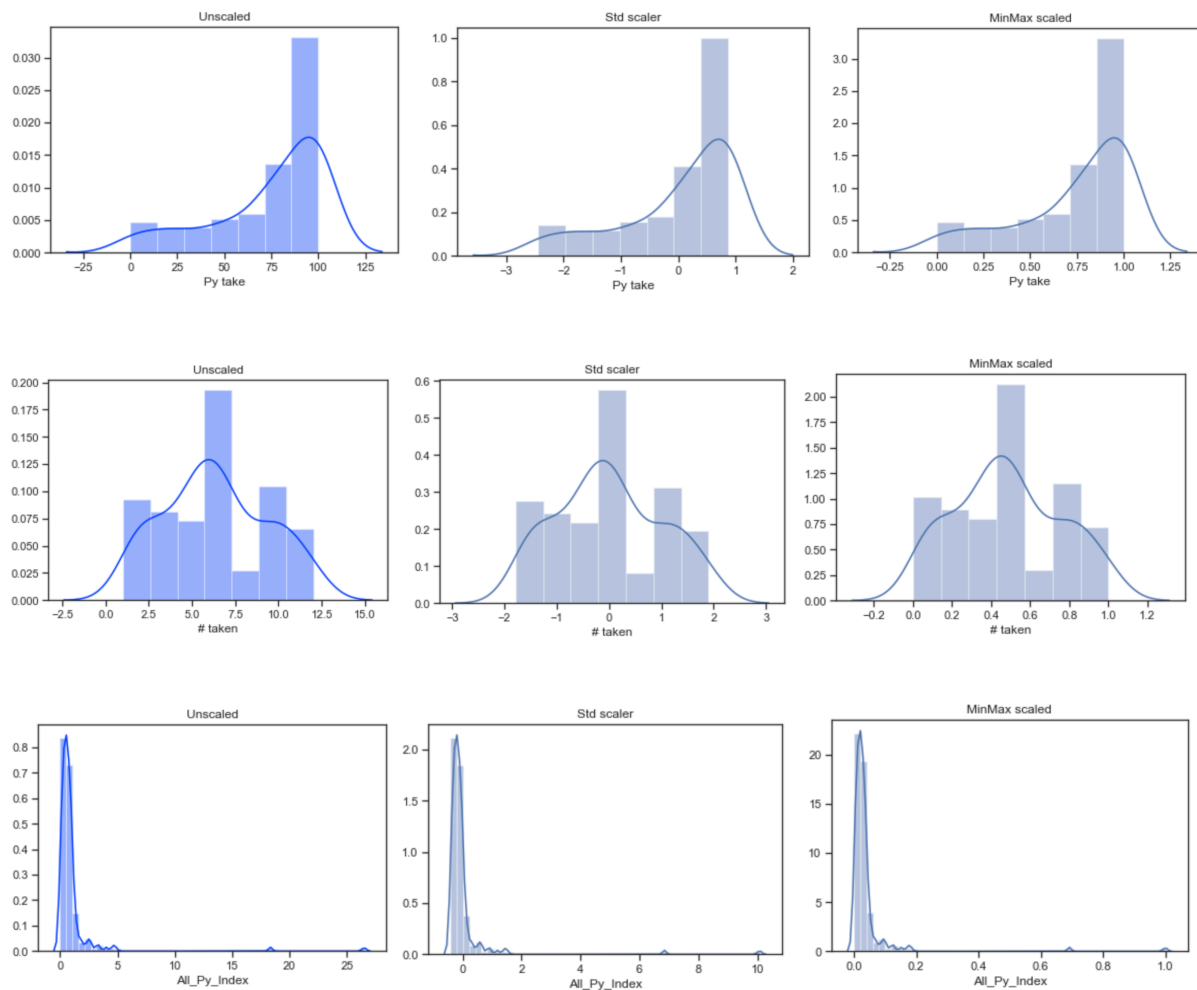 Unscaled
0.030
0.025
0.020
0.015
0.010
0.005
0.000
−25 0 25 50 75 100 125
Py take
Std scaler
1.0
0.8
0.6
0.4
0.2
0.0
−3 −2 −1 0 1 2
Py take
MinMax scaled
3.0
2.5
2.0
1.5
1.0
0.5
0.0
−0.25 0.00 0.25 0.50 0.75 1.00 1.25
Py take
Unscaled
0.200
0.175
0.150
0.125
0.100
0.075
0.050
0.025
0.000
−2.5 0.0 2.5 5.0 7.5 10.0 12.5 15.0
# taken
Std scaler
0.6
0.5
0.4
0.3
0.2
0.1
0.0
−3 −2 −1 0 1 2 3
# taken
MinMax scaled
2.00
1.75
1.50
1.25
1.00
0.75
0.50
0.25
0.00
−0.2 0.0 0.2 0.4 0.6 0.8 1.0 1.2
# taken
Unscaled
0.8
0.7
0.6
0.5
0.4
0.3
0.2
0.1
0.0
0 5 10 15 20 25
All_Py_Index
Std scaler
2.0
1.5
1.0
0.5
0.0
0 2 4 6 8 10
All_Py_Index
MinMax scaled
20
15
10
5
0
0.0 0.2 0.4 0.6 0.8 1.0
All_Py_Index